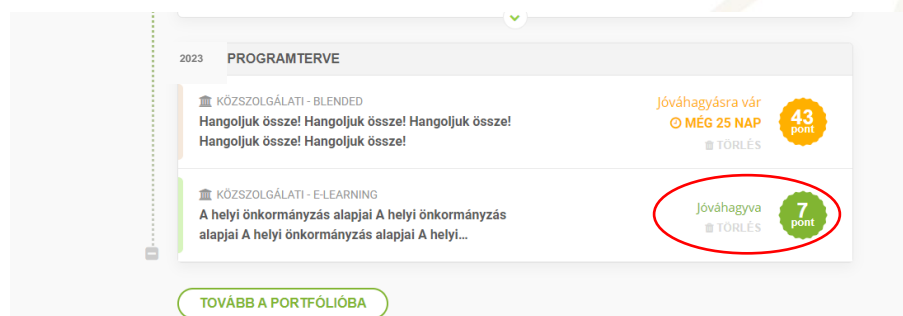 2023 PROGRAMTERVE
KÖZSZOLGÁLATI - BLENDED
Hangoljuk össze! Hangoljuk össze! Hangoljuk össze!
Hangoljuk össze! Hangoljuk össze!
Jóváhagyásra vár
MÉG 25 NAP
TÖRLÉS
43
pont
KÖZSZOLGÁLATI - E-LEARNING
A helyi önkormányzás alapjai A helyi önkormányzás
alapjai A helyi önkormányzás alapjai A helyi...
Jóváhagyva
TÖRLÉS
7
pont
TOVÁBB A PORTFÓLIÓBA